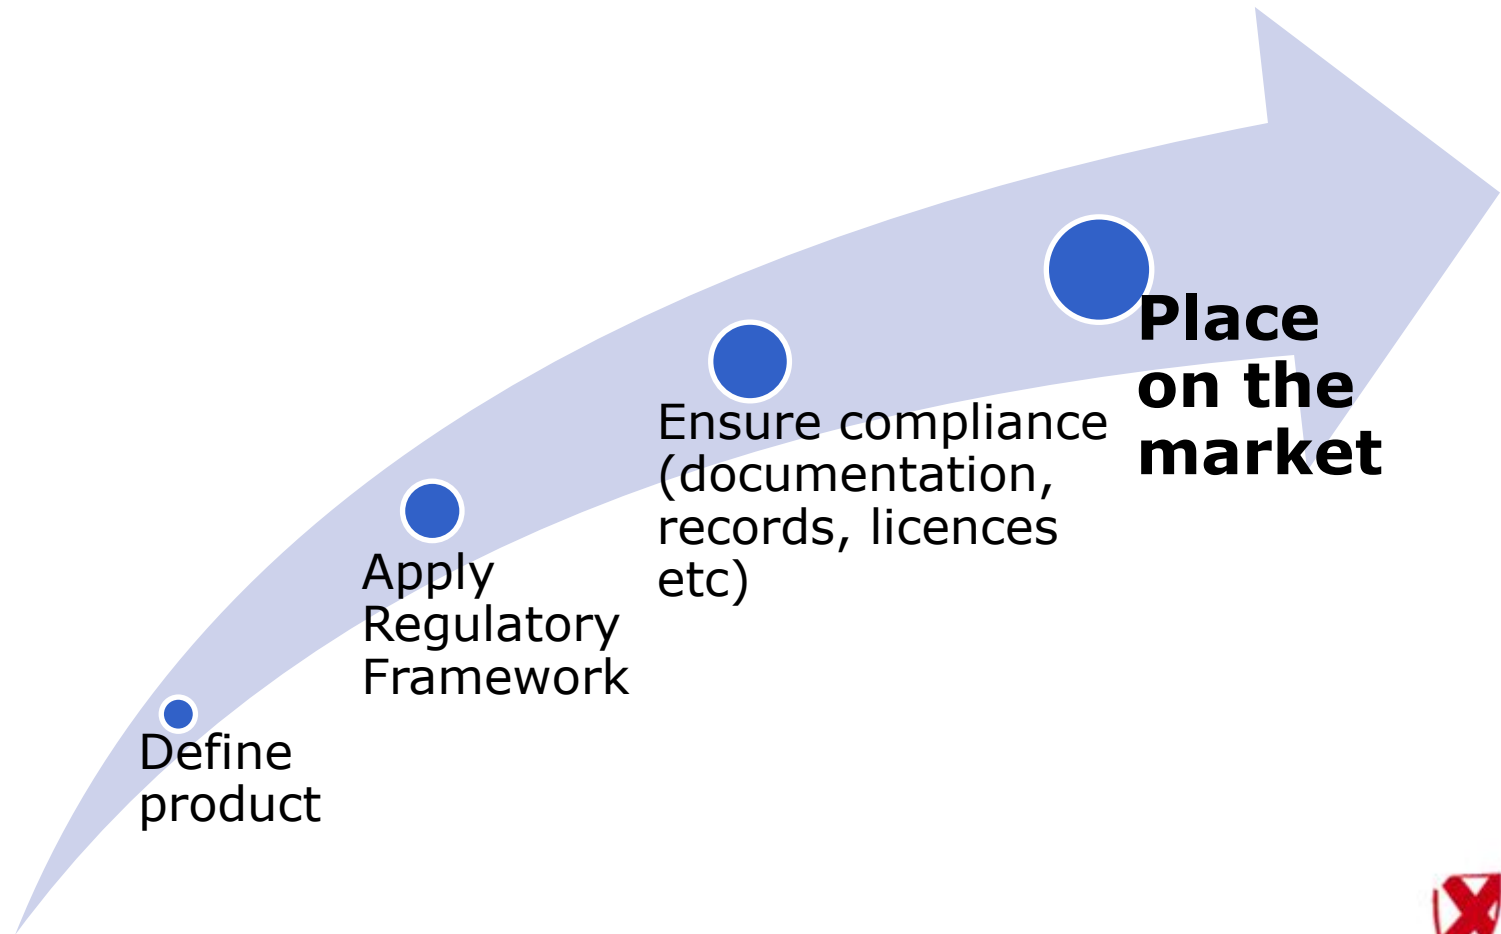 Define
product
Apply
Regulatory
Framework
Ensure compliance
(documentation,
records, licences
etc)
Place
on the
market